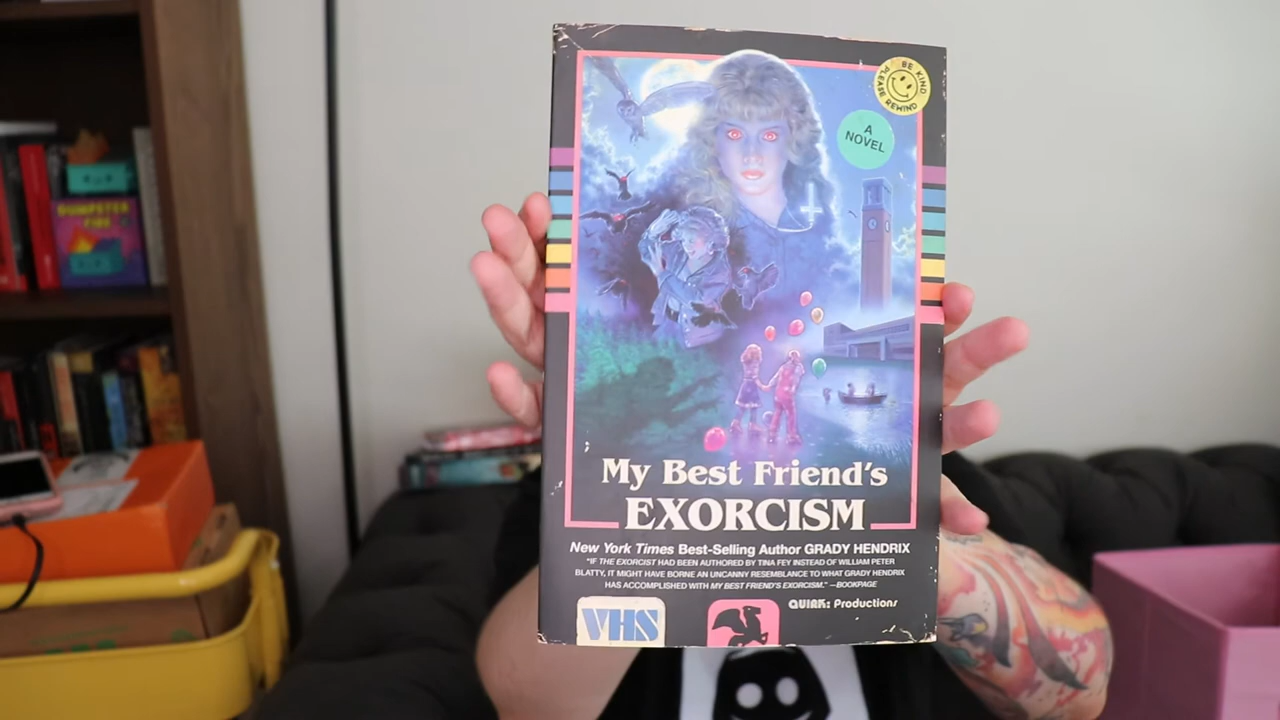 BE KIND
PLEASE REWIND
A
NOVEL
DUMPSTER
FIRE
My Best Friend's
EXORCISM
New York Times Best-Selling Author GRADY HENDRIX
"IF THE EXORCIST HAD BEEN AUTHORED BY TINA FEY INSTEAD OF WILLIAM PETER
BLATTY, IT MIGHT HAVE BORNE AN UNCANNY RESEMBLANCE TO WHAT GRADY HENDRIX
HAS ACCOMPLISHED WITH MY BEST FRIEND'S EXORCISM." —BOOKPAGE
VHS
QUIRK: Productions